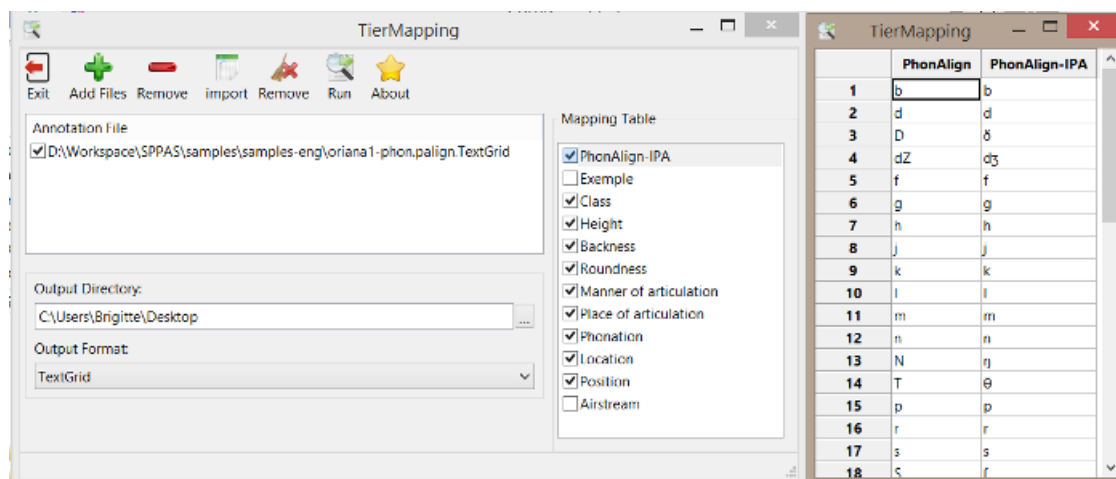 TierMapping
Exit Add Files Remove import Remove Run About
Annotation File
D:\Workspace\SPPAS\samples\samples-eng\oriana1-phon.palign.TextGrid
Output Directory:
C:\Users\Brigitte\Desktop
...
Output Format:
TextGrid
Mapping Table
PhonAlign-IPA
Exemple
Class
Height
Backness
Roundness
Manner of articulation
Place of articulation
Phonation
Location
Position
Airstream
TierMapping
PhonAlign PhonAlign-IPA
1 b b
2 d d
3 D ð
4 dZ dʒ
5 f f
6 g g
7 h h
8 j j
9 k k
10 l l
11 m m
12 n n
13 N ŋ
14 T θ
15 p p
16 r r
17 s s
18